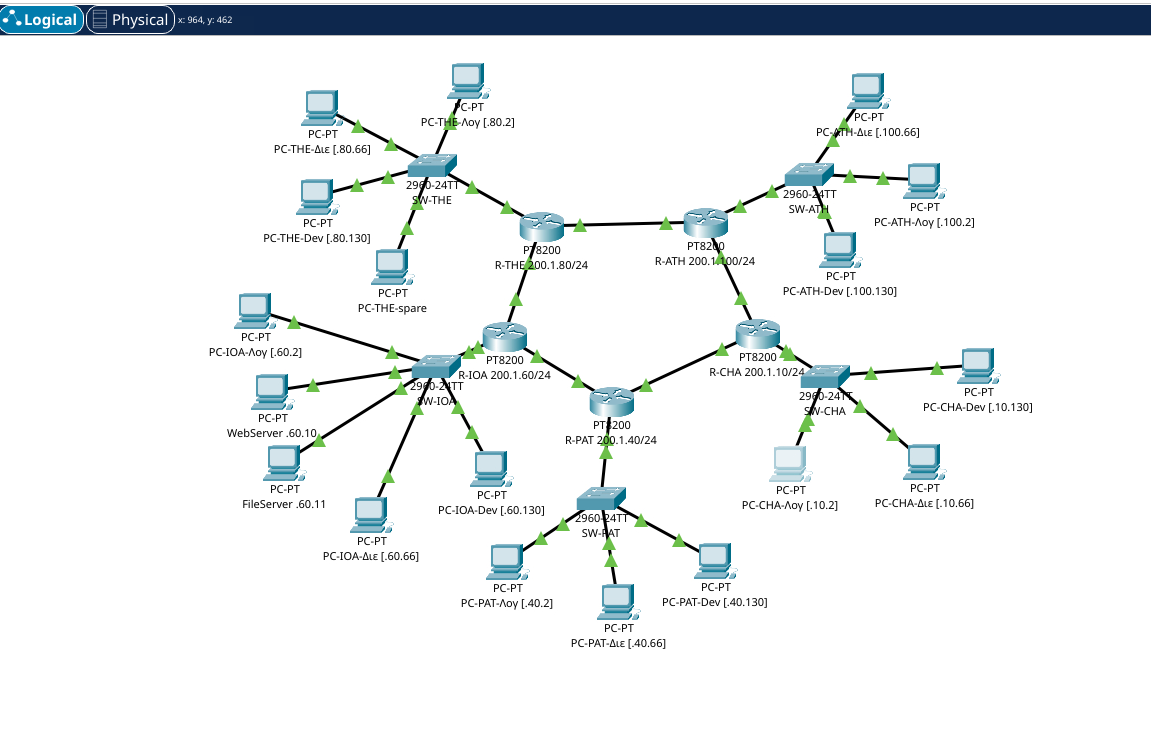 Logical
Physical
x: 964, y: 462
PC-PT
PC-THE-Λογ [.80.2]
PC-PT
PC-THE-Διε [.80.66]
PC-PT
PC-ATH-Διε [.100.66]
2960-24TT
SW-THE
PC-PT
PC-THE-Dev [.80.130]
2960-24TT
SW-ATH
PC-PT
PC-ATH-Λογ [.100.2]
PT8200
R-THE 200.1.80/24
PT8200
R-ATH 200.1.100/24
PC-PT
PC-THE-spare
PC-PT
PC-ATH-Dev [.100.130]
PC-PT
PC-IOA-Λογ [.60.2]
PT8200
R-IOA 200.1.60/24
PT8200
R-CHA 200.1.10/24
2960-24TT
SW-IOA
2960-24TT
SW-CHA
PC-PT
PC-CHA-Dev [.10.130]
PC-PT
WebServer .60.10
PT8200
R-PAT 200.1.40/24
PC-PT
FileServer .60.11
PC-PT
PC-IOA-Dev [.60.130]
PC-PT
PC-CHA-Λογ [.10.2]
PC-PT
PC-CHA-Διε [.10.66]
2960-24TT
SW-PAT
PC-PT
PC-IOA-Διε [.60.66]
PC-PT
PC-PAT-Λογ [.40.2]
PC-PT
PC-PAT-Dev [.40.130]
PC-PT
PC-PAT-Διε [.40.66]